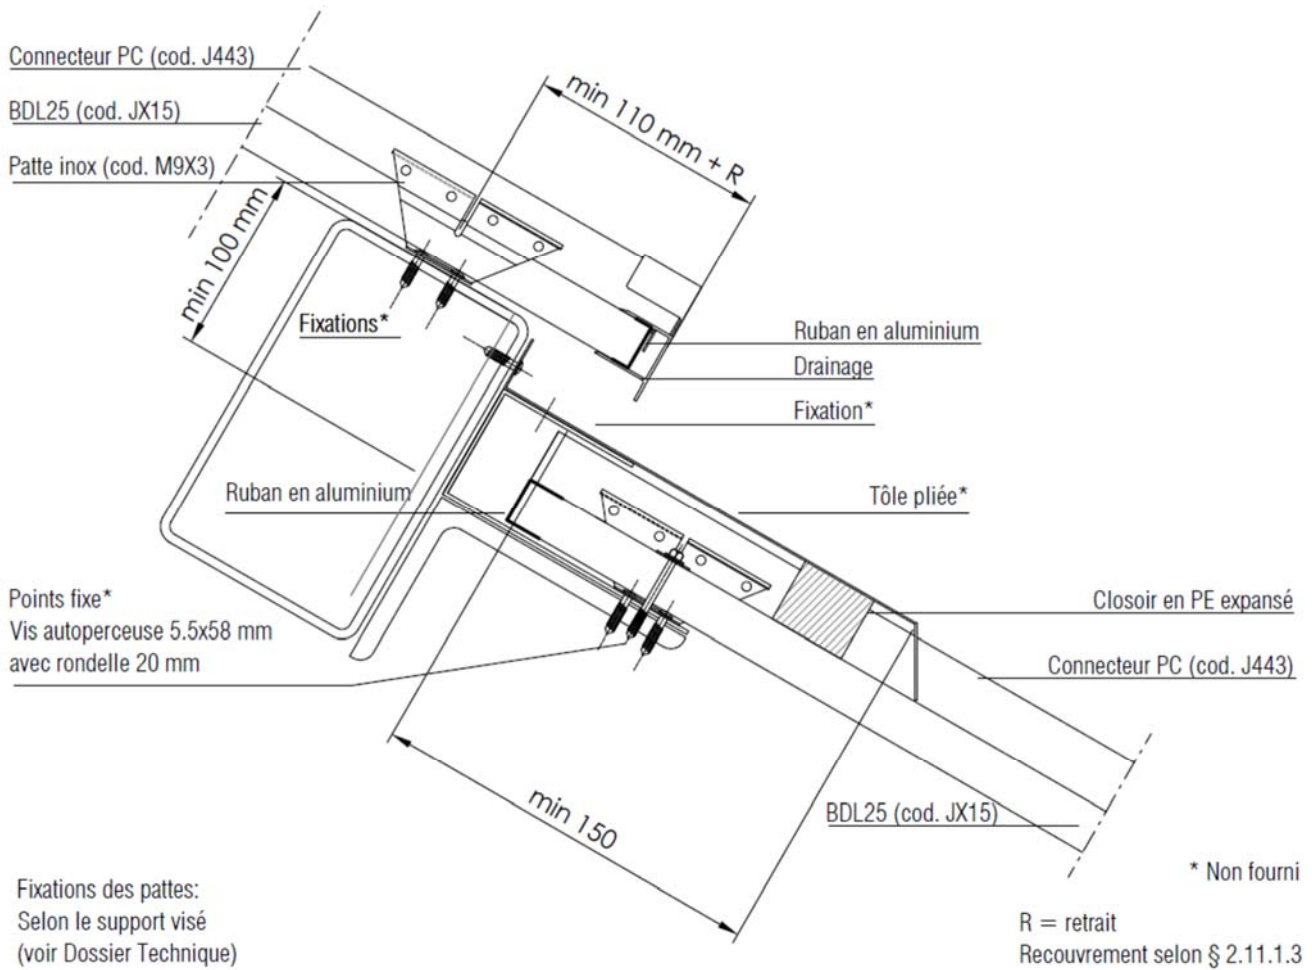 Connecteur PC (cod. J443)
BDL25 (cod. JX15)
Patte inox (cod. M9X3)
min 110 mm + R
min 100 mm
Fixations*
Ruban en aluminium
Drainage
Fixation*
Ruban en aluminium
Tôle pliée*
Points fixe*
Vis autoperceuse 5.5x58 mm
avec rondelle 20 mm
Closoir en PE expansé
Connecteur PC (cod. J443)
min 150
BDL25 (cod. JX15)
* Non fourni
Fixations des pattes:
Selon le support visé
(voir Dossier Technique)
R = retrait
Recouvrement selon § 2.11.1.3